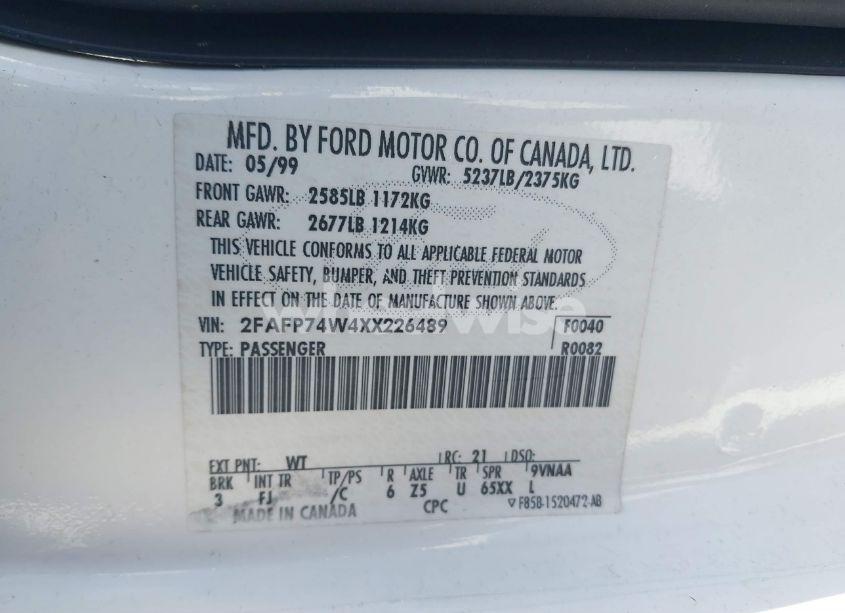 MFD. BY FORD MOTOR CO. OF CANADA, LTD.
DATE: 05/99 GVWR: 5237LB/2375KG
FRONT GAWR: 2585LB 1172KG
REAR GAWR: 2677LB 1214KG
THIS VEHICLE CONFORMS TO ALL APPLICABLE FEDERAL MOTOR
VEHICLE SAFETY, BUMPER, AND THEFT PREVENTION STANDARDS
IN EFFECT ON THE DATE OF MANUFACTURE SHOWN ABOVE.
VIN: 2FAFP74W4XX226489 F0040
TYPE: PASSENGER R0082
EXT PNT: WT RC: 21 DSO:
BRK INT TR TP/PS R AXLE TR SPR 9VNAA
3 FJ /C 6 Z5 U 65XX L
MADE IN CANADA CPC F85B-1520472-AB